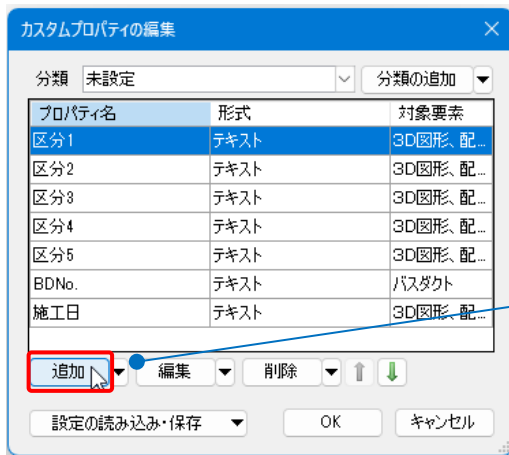 カスタムプロパティの編集
分類 未設定 分類の追加
プロパティ名 形式 対象要素
区分1 テキスト 3D図形、配...
区分2 テキスト 3D図形、配...
区分3 テキスト 3D図形、配...
区分4 テキスト 3D図形、配...
区分5 テキスト 3D図形、配...
BDNo. テキスト バスダクト
施工日 テキスト 3D図形、配...
追加 編集 削除
設定の読み込み・保存 OK キャンセル